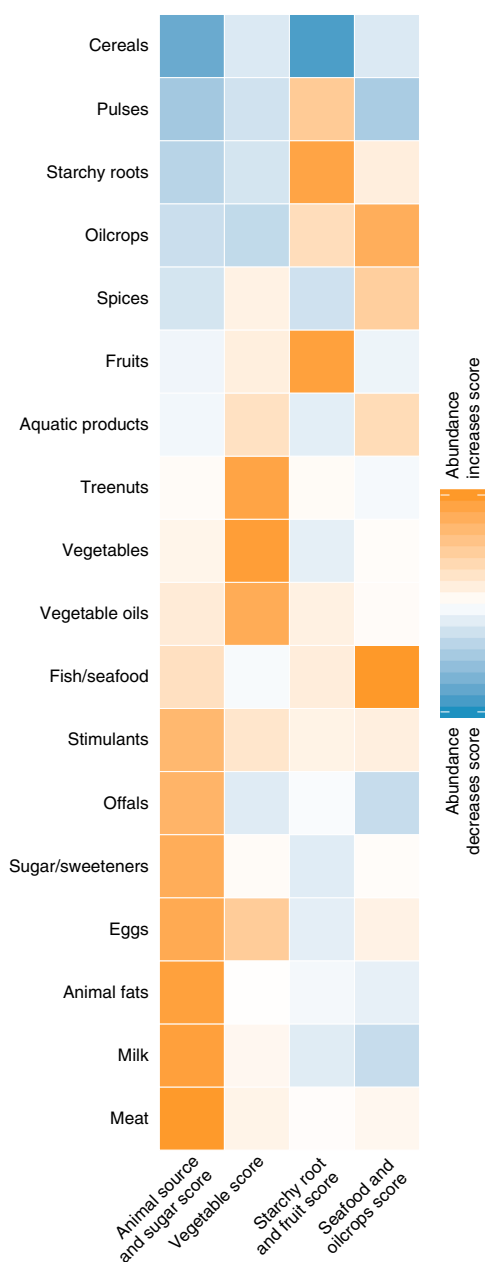 Cereals
Pulses
Starchy roots
Oilcrops
Spices
Fruits
Aquatic products
Treenuts
Vegetables
Vegetable oils
Fish/seafood
Stimulants
Offals
Sugar/sweeteners
Eggs
Animal fats
Milk
Meat
Animal source
and sugar score
Vegetable score
Starchy root
and fruit score
Seafood and
oilcrops score
Abundance
increases score
Abundance
decreases score